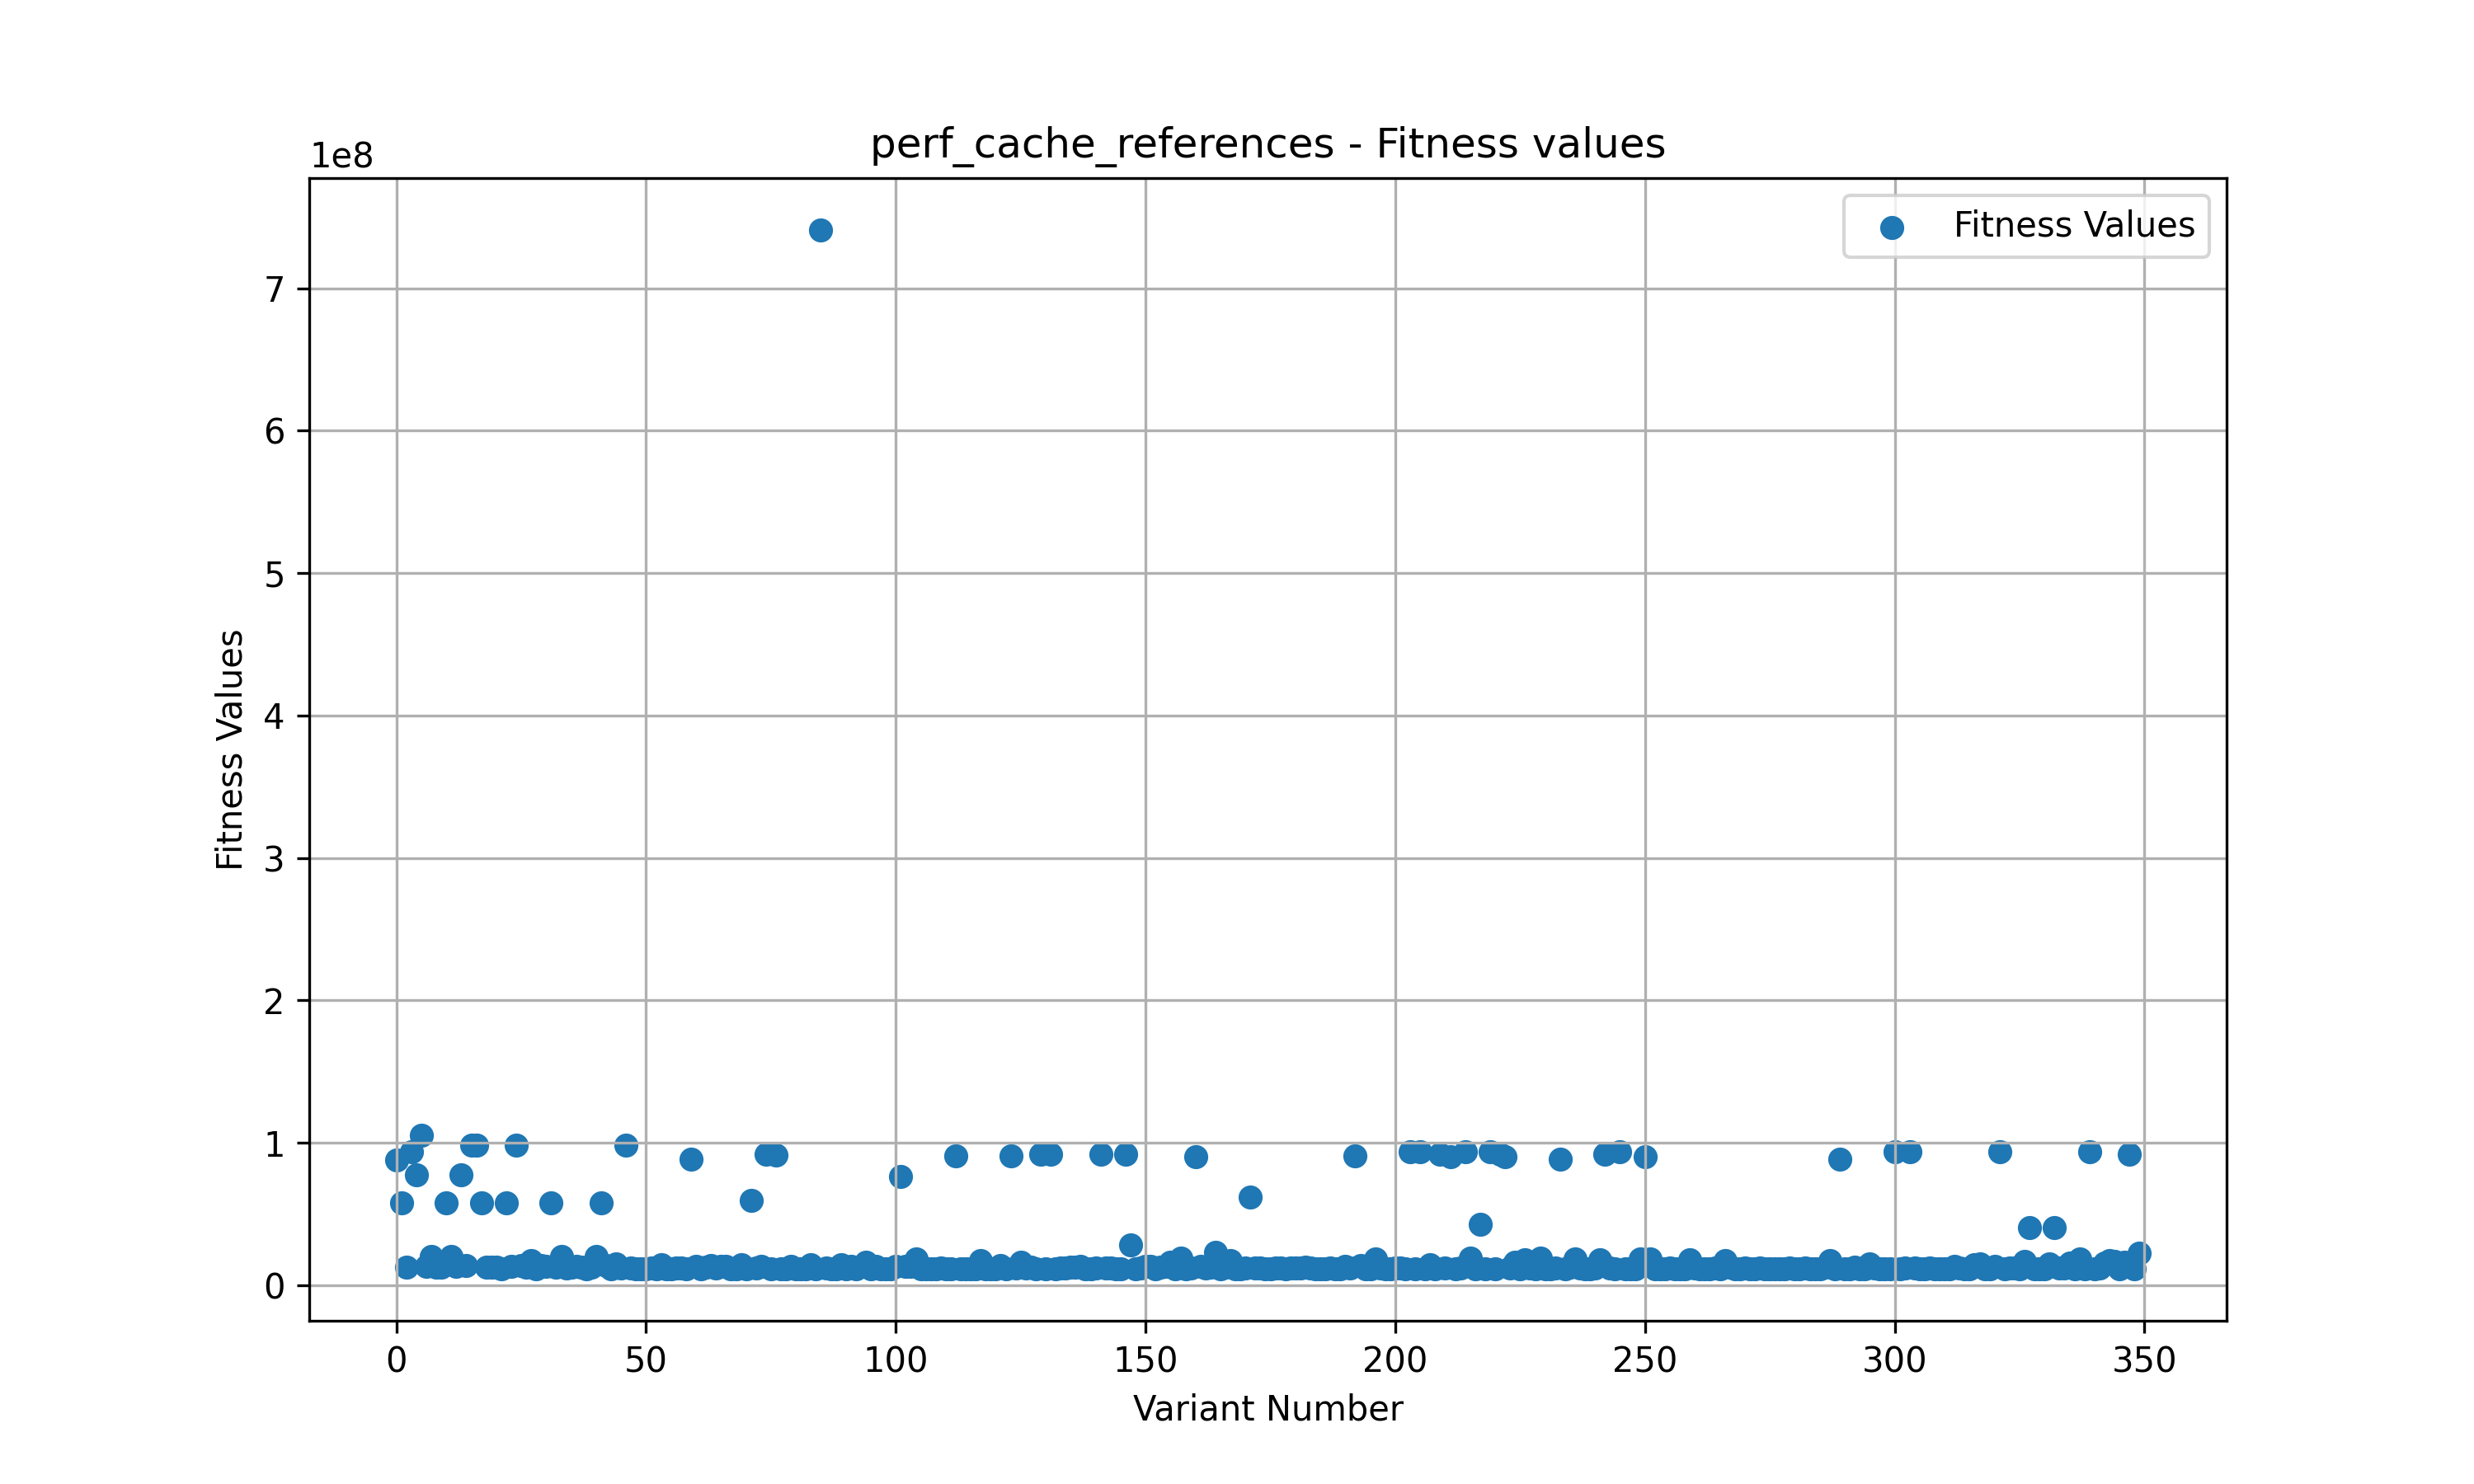 perf_cache_references - Fitness values
1e8
Fitness Values
7
6
5
4
3
2
1
0
Fitness Values
0 50 100 150 200 250 300 350
Variant Number